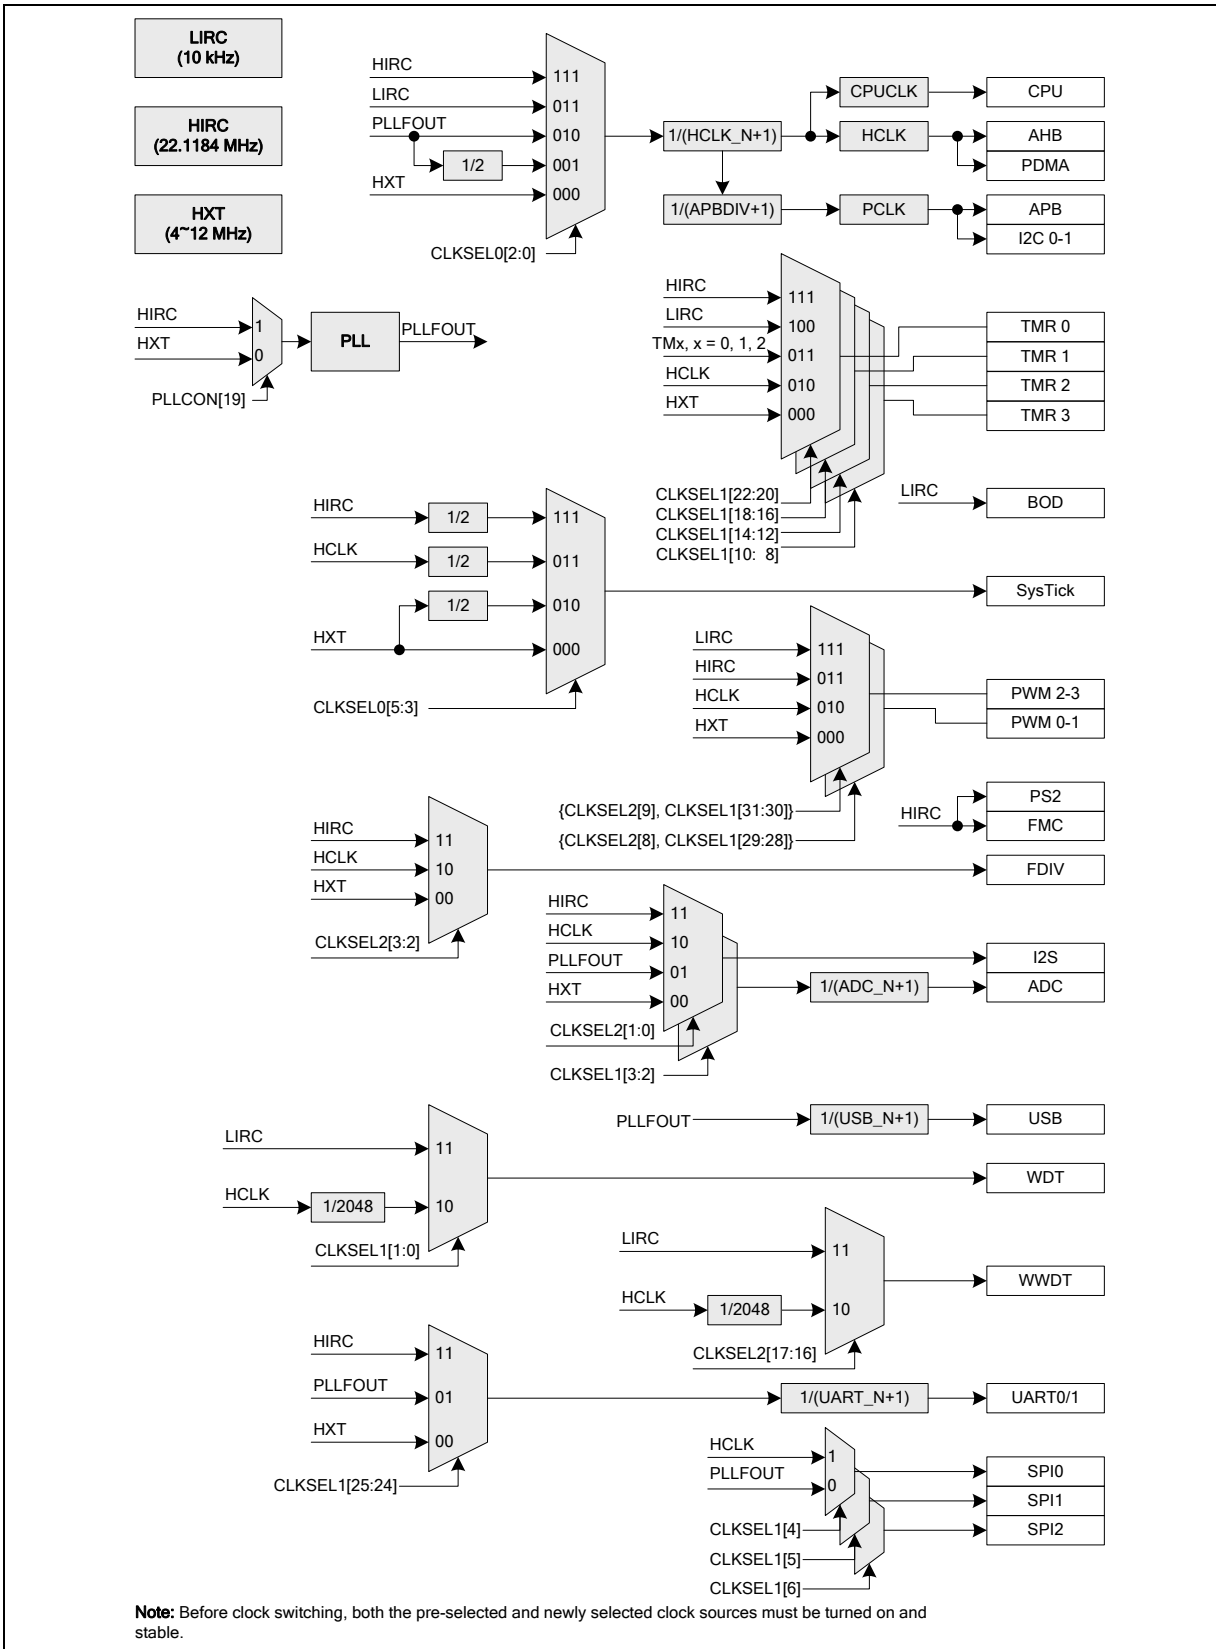 LIRC
(10 kHz)
HIRC
(22.1184 MHz)
HXT
(4~12 MHz)
HIRC
LIRC
PLLFOUT
1/2
HXT
111
011
010
001
000
CLKSEL0[2:0]
1/(HCLK_N+1)
1/(APBDIV+1)
CPUCLK
HCLK
PCLK
CPU
AHB
PDMA
APB
I2C 0-1
HIRC
HXT
1
0
PLL
PLLFOUT
PLLCON[19]
HIRC
LIRC
TMx, x = 0, 1, 2
HCLK
HXT
111
100
011
010
000
TMR 0
TMR 1
TMR 2
TMR 3
CLKSEL1[22:20]
CLKSEL1[18:16]
CLKSEL1[14:12]
CLKSEL1[10: 8]
LIRC
BOD
HIRC
HCLK
HXT
1/2
1/2
1/2
111
011
010
000
CLKSEL0[5:3]
SysTick
LIRC
HIRC
HCLK
HXT
111
011
010
000
PWM 2-3
PWM 0-1
{CLKSEL2[9], CLKSEL1[31:30]}
{CLKSEL2[8], CLKSEL1[29:28]}
HIRC
PS2
FMC
HIRC
HCLK
HXT
11
10
00
CLKSEL2[3:2]
FDIV
HIRC
HCLK
PLLFOUT
HXT
11
10
01
00
CLKSEL2[1:0]
CLKSEL1[3:2]
I2S
1/(ADC_N+1)
ADC
PLLFOUT
1/(USB_N+1)
USB
LIRC
HCLK
1/2048
11
10
CLKSEL1[1:0]
WDT
LIRC
HCLK
1/2048
11
10
CLKSEL2[17:16]
WWDT
HIRC
PLLFOUT
HXT
11
01
00
CLKSEL1[25:24]
1/(UART_N+1)
UART0/1
HCLK
PLLFOUT
1
0
CLKSEL1[4]
CLKSEL1[5]
CLKSEL1[6]
SPI0
SPI1
SPI2
Note: Before clock switching, both the pre-selected and newly selected clock sources must be turned on and
stable.